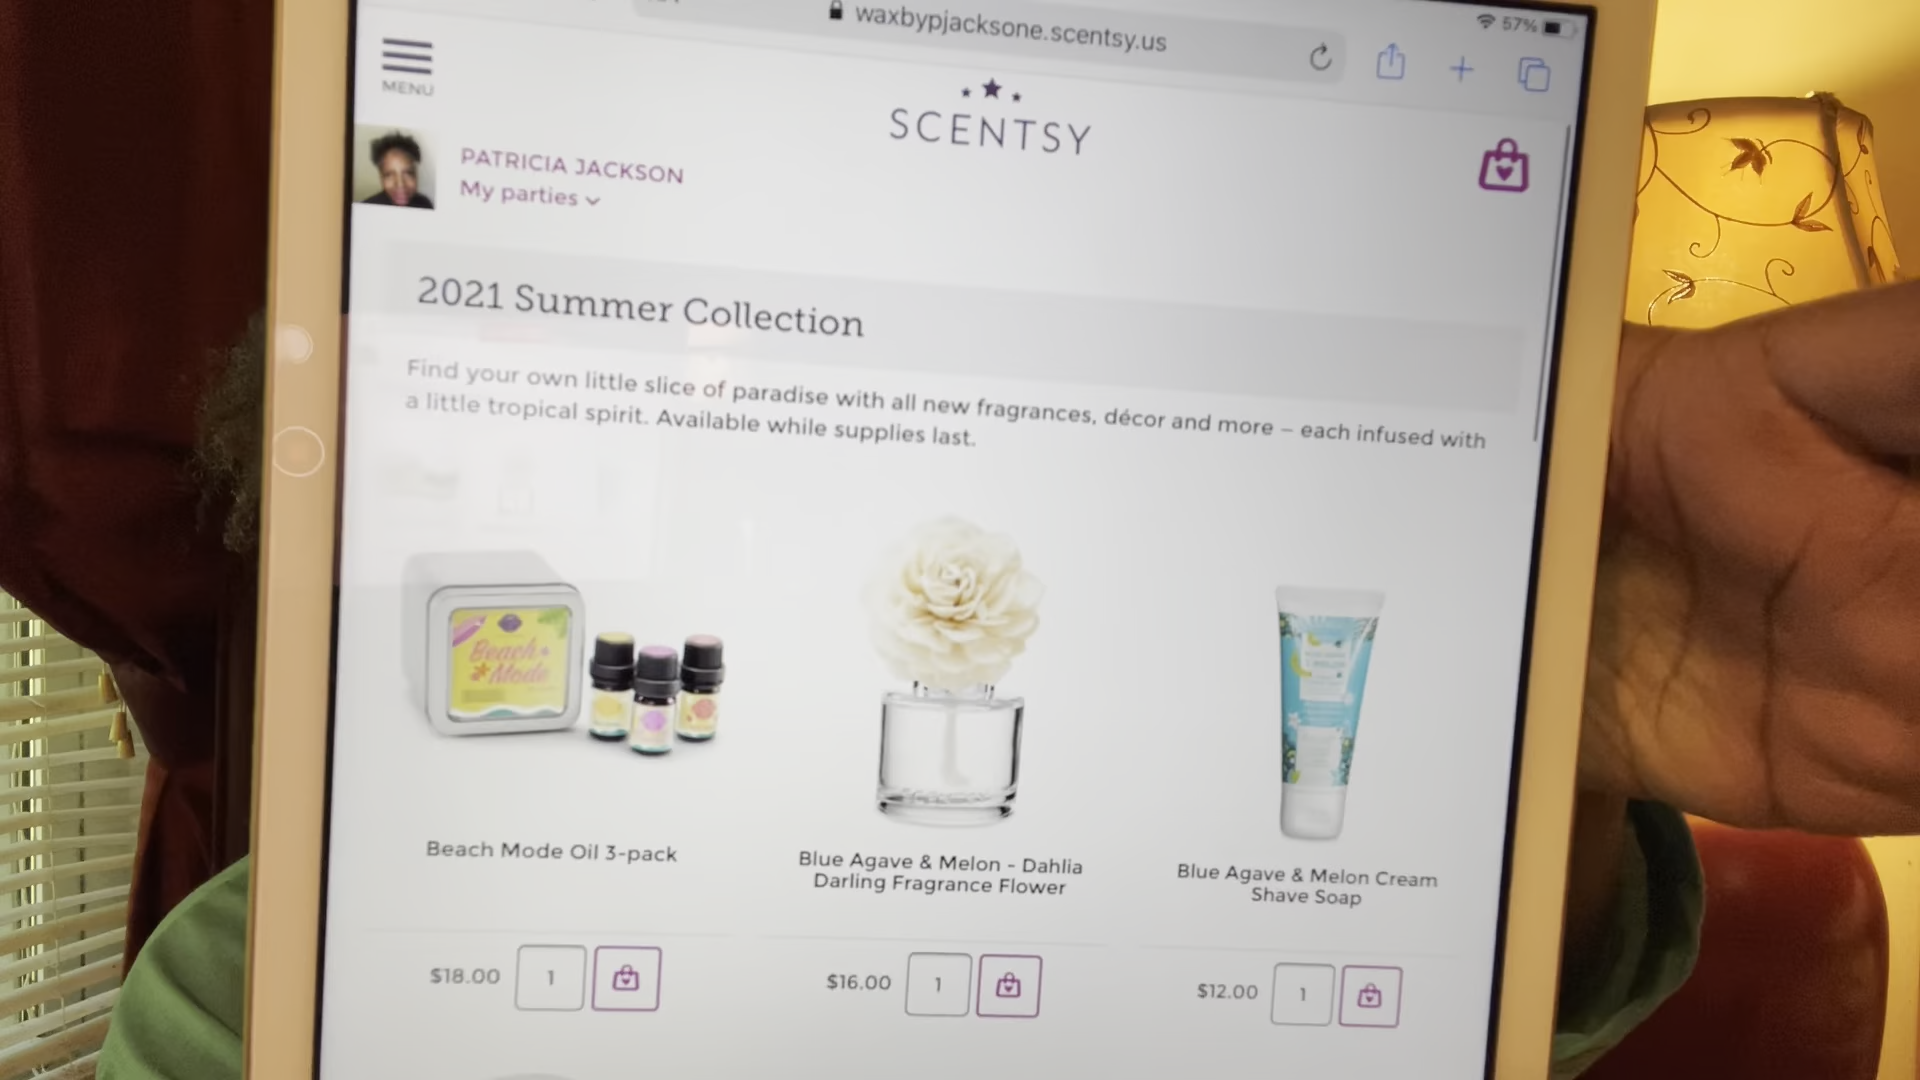 waxbypjacksone.scentsy.us
57%
MENU
SCENTSY
PATRICIA JACKSON
My parties
2021 Summer Collection
Find your own little slice of paradise with all new fragrances, décor and more – each infused with
a little tropical spirit. Available while supplies last.
Beach
Mode
Beach Mode Oil 3-pack
Blue Agave & Melon - Dahlia
Darling Fragrance Flower
Blue Agave & Melon Cream
Shave Soap
$18.00
1
$16.00
1
$12.00
1